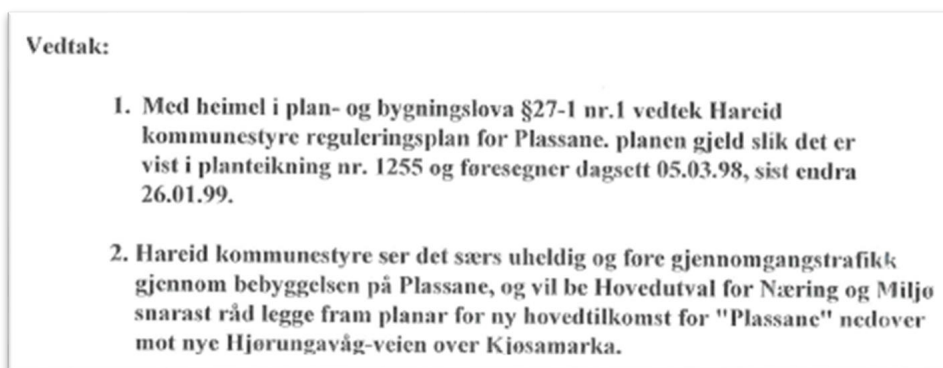 Vedtak:
1. Med heimel i plan- og bygningslova §27-1 nr.1 vedtek Hareid
kommunestyre reguleringsplan for Plassane. planen gjeld slik det er
vist i planteikning nr. 1255 og føresegner dagsett 05.03.98, sist endra
26.01.99.
2. Hareid kommunestyre ser det særs uheldig og føre gjennomgangstrafikk
gjennom bebyggelsen på Plassane, og vil be Hovedutval for Næring og Miljø
snarast råd legge fram planar for ny hovedtilkomst for "Plassane" nedover
mot nye Hjørungavåg-veien over Kjøsamarka.